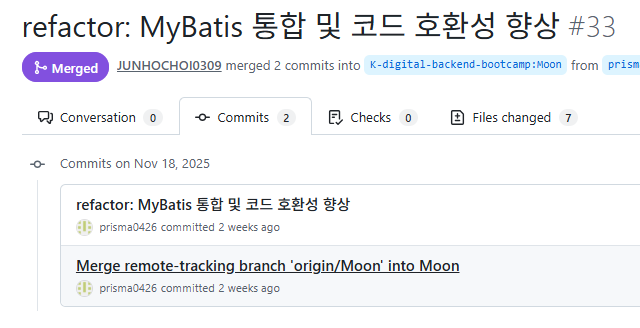 refactor: MyBatis 통합 및 코드 호환성 향상 #33
Merged JUNHOCHOI0309 merged 2 commits into K-digital-backend-bootcamp:Moon from prism
Conversation 0 Commits 2 Checks 0 Files changed 7
Commits on Nov 18, 2025
refactor: MyBatis 통합 및 코드 호환성 향상
prisma0426 committed 2 weeks ago
Merge remote-tracking branch 'origin/Moon' into Moon
prisma0426 committed 2 weeks ago